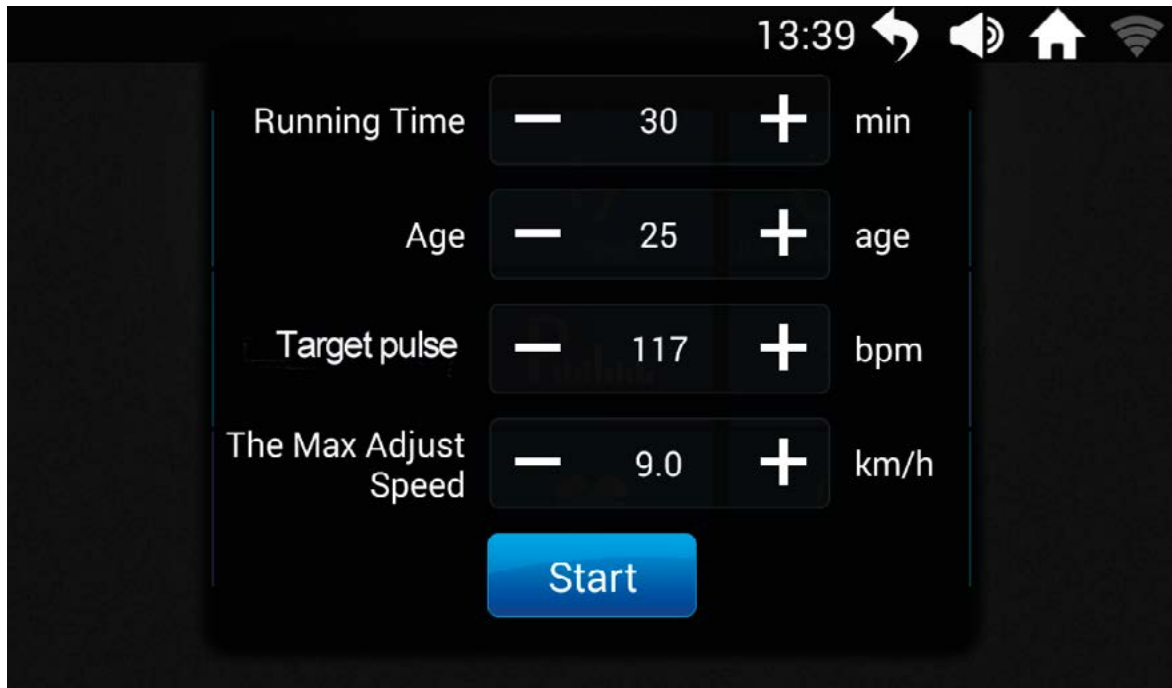 13:39
Running Time 30 min
Age 25 age
Target pulse 117 bpm
The Max Adjust
Speed 9.0 km/h
Start